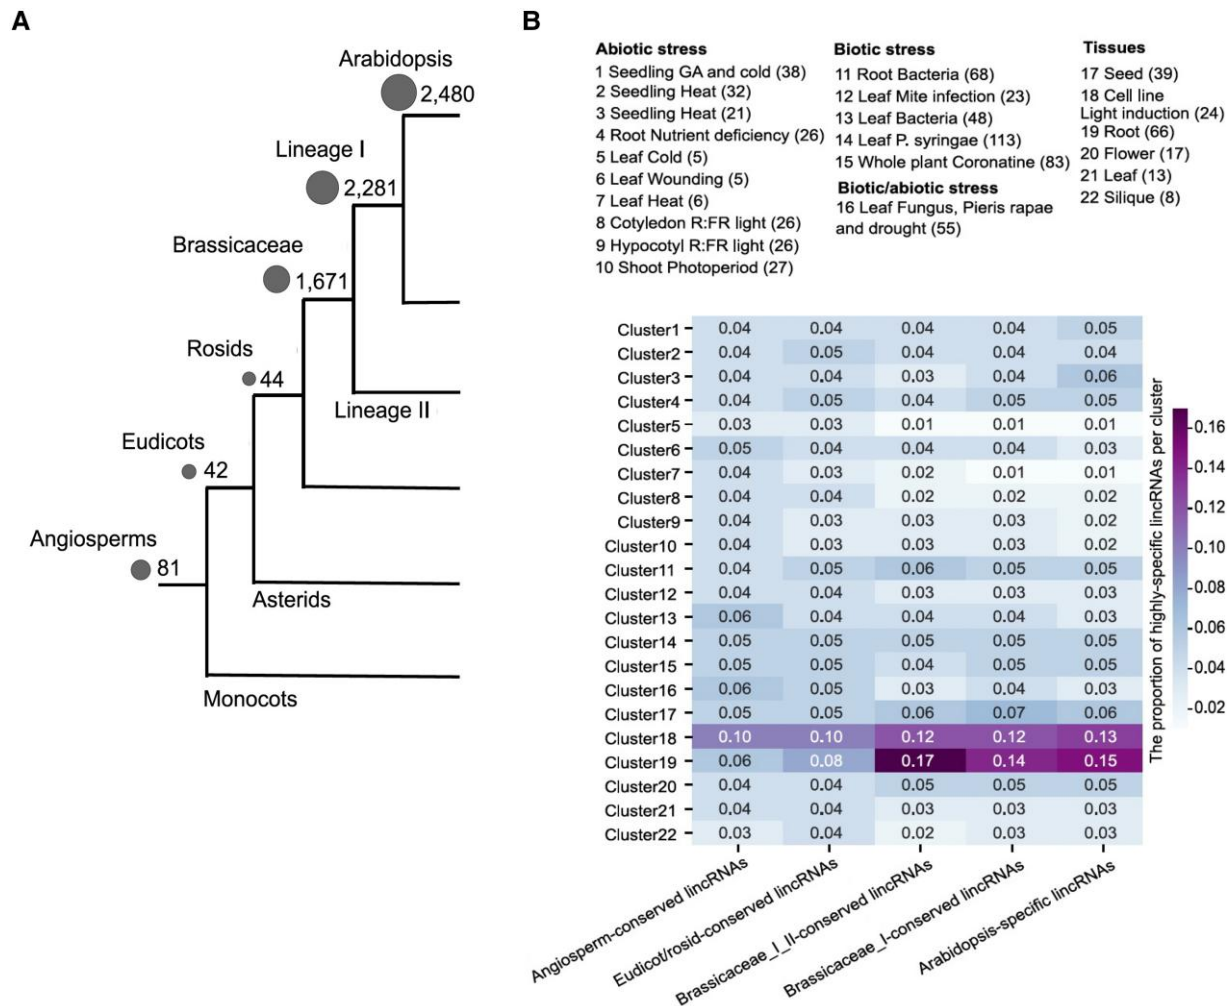 A
Arabidopsis
2,480
Lineage I
2,281
Brassicaceae
1,671
Rosids
44
Lineage II
Eudicots
42
Angiosperms
81
Asterids
Monocots
B
Abiotic stress
1 Seedling GA and cold (38)
2 Seedling Heat (32)
3 Seedling Heat (21)
4 Root Nutrient deficiency (26)
5 Leaf Cold (5)
6 Leaf Wounding (5)
7 Leaf Heat (6)
8 Cotyledon R:FR light (26)
9 Hypocotyl R:FR light (26)
10 Shoot Photoperiod (27)
Biotic stress
11 Root Bacteria (68)
12 Leaf Mite infection (23)
13 Leaf Bacteria (48)
14 Leaf P. syringae (113)
15 Whole plant Coronatine (83)
Biotic/abiotic stress
16 Leaf Fungus, Pieris rapae
and drought (55)
Tissues
17 Seed (39)
18 Cell line
Light induction (24)
19 Root (66)
20 Flower (17)
21 Leaf (13)
22 Silique (8)
Cluster1 0.04 0.04 0.04 0.04 0.05
Cluster2 0.04 0.05 0.04 0.04 0.04
Cluster3 0.04 0.04 0.03 0.04 0.06
Cluster4 0.04 0.05 0.04 0.05 0.05
Cluster5 0.03 0.03 0.01 0.01 0.01
Cluster6 0.05 0.04 0.04 0.04 0.03
Cluster7 0.04 0.03 0.02 0.01 0.01
Cluster8 0.04 0.04 0.02 0.02 0.02
Cluster9 0.04 0.03 0.03 0.03 0.02
Cluster10 0.04 0.03 0.03 0.03 0.02
Cluster11 0.04 0.05 0.06 0.05 0.05
Cluster12 0.04 0.04 0.03 0.03 0.03
Cluster13 0.06 0.04 0.04 0.04 0.03
Cluster14 0.05 0.05 0.05 0.05 0.05
Cluster15 0.05 0.05 0.04 0.05 0.05
Cluster16 0.06 0.05 0.03 0.04 0.03
Cluster17 0.05 0.05 0.06 0.07 0.06
Cluster18 0.10 0.10 0.12 0.12 0.13
Cluster19 0.06 0.08 0.17 0.14 0.15
Cluster20 0.04 0.04 0.05 0.05 0.05
Cluster21 0.04 0.04 0.03 0.03 0.03
Cluster22 0.03 0.04 0.02 0.03 0.03
Angiosperm-conserved lincRNAs
Eudicot/rosid-conserved lincRNAs
Brassicaceae_I_II-conserved lincRNAs
Brassicaceae_I-conserved lincRNAs
Arabidopsis-specific lincRNAs
The proportion of highly-specific lincRNAs per cluster
0.16
0.14
0.12
0.10
0.08
0.06
0.04
0.02